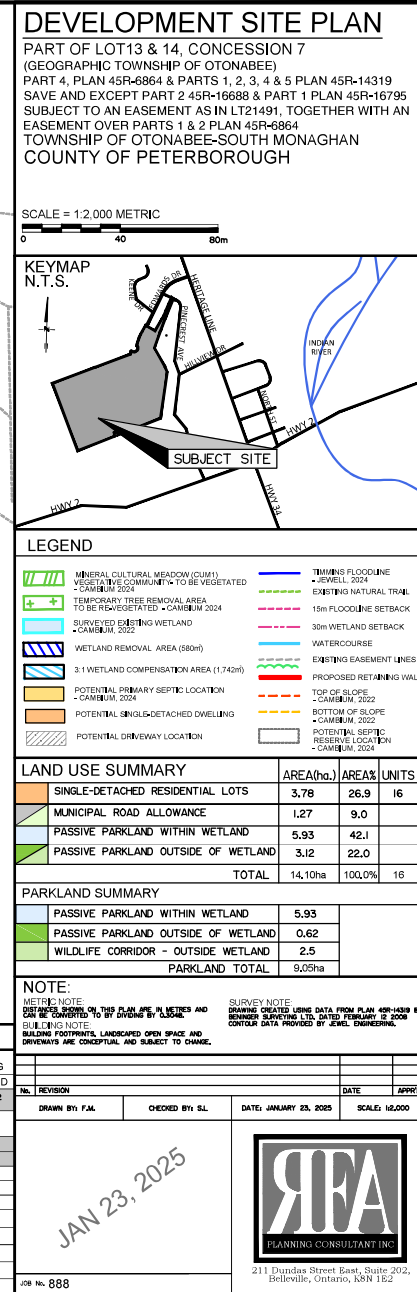 DEVELOPMENT SITE PLAN
PART OF LOT13 & 14, CONCESSION 7
(GEOGRAPHIC TOWNSHIP OF OTONABEE)
PART 4, PLAN 45R-6864 & PARTS 1, 2, 3, 4 & 5 PLAN 45R-14319
SAVE AND EXCEPT PART 2 45R-16688 & PART 1 PLAN 45R-16795
SUBJECT TO AN EASEMENT AS IN LT21491, TOGETHER WITH AN
EASEMENT OVER PARTS 1 & 2 PLAN 45R-6864
TOWNSHIP OF OTONABEE-SOUTH MONAGHAN
COUNTY OF PETERBOROUGH
SCALE = 1:2,000 METRIC
0 40 80m
KEYMAP
N.T.S.
KEENE DR
EDWARDS DR
HERITAGE LINE
PINECREST AVE
HILLVIEW DR
NORTH ST
INDIAN
RIVER
HWY 2
SUBJECT SITE
HWY 2
HWY 34
LEGEND
MINERAL CULTURAL MEADOW (CUM1)
VEGETATIVE COMMUNITY- TO BE VEGETATED
- CAMBIUM 2024
TEMPORARY TREE REMOVAL AREA
TO BE RE-VEGETATED - CAMBIUM 2024
SURVEYED EXISTING WETLAND
- CAMBIUM, 2022
WETLAND REMOVAL AREA (580m²)
3:1 WETLAND COMPENSATION AREA (1,742m²)
POTENTIAL PRIMARY SEPTIC LOCATION
- CAMBIUM, 2024
POTENTIAL SINGLE-DETACHED DWELLING
POTENTIAL DRIVEWAY LOCATION
TIMMINS FLOODLINE
- JEWELL, 2024
EXISTING NATURAL TRAIL
15m FLOODLINE SETBACK
30m WETLAND SETBACK
WATERCOURSE
EXISTING EASEMENT LINES
PROPOSED RETAINING WAL
TOP OF SLOPE
- CAMBIUM, 2022
BOTTOM OF SLOPE
- CAMBIUM, 2022
POTENTIAL SEPTIC
RESERVE LOCATION
- CAMBIUM, 2024
LAND USE SUMMARY AREA(ha.) AREA% UNITS
SINGLE-DETACHED RESIDENTIAL LOTS 3.78 26.9 16
MUNICIPAL ROAD ALLOWANCE 1.27 9.0
PASSIVE PARKLAND WITHIN WETLAND 5.93 42.1
PASSIVE PARKLAND OUTSIDE OF WETLAND 3.12 22.0
TOTAL 14.10ha 100.0% 16
PARKLAND SUMMARY
PASSIVE PARKLAND WITHIN WETLAND 5.93
PASSIVE PARKLAND OUTSIDE OF WETLAND 0.62
WILDLIFE CORRIDOR - OUTSIDE WETLAND 2.5
PARKLAND TOTAL 9.05ha
NOTE:
METRIC NOTE:
DISTANCES SHOWN ON THIS PLAN ARE IN METRES AND
CAN BE CONVERTED TO BY DIVIDING BY 0.3048.
BUILDING NOTE:
BUILDING FOOTPRINTS, LANDSCAPED OPEN SPACE AND
DRIVEWAYS ARE CONCEPTUAL AND SUBJECT TO CHANGE.
SURVEY NOTE:
DRAWING CREATED USING DATA FROM PLAN 45R-14319 B
BENINGER SURVEYING LTD. DATED FEBRUARY 12 2008
CONTOUR DATA PROVIDED BY JEWEL ENGINEERING.
No. REVISION DATE APPR
DRAWN BY: F.M. CHECKED BY: S.L DATE: JANUARY 23, 2025 SCALE: 1:2,000
JAN 23, 2025
JOB No. 888
RFA
PLANNING CONSULTANT INC
211 Dundas Street East, Suite 202,
Belleville, Ontario, K8N 1E2